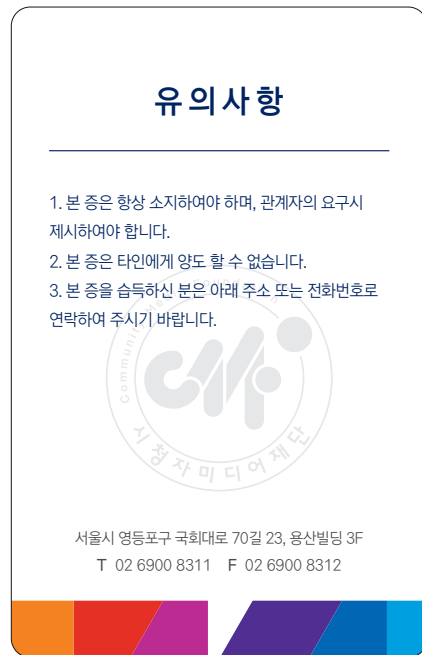 유의사항
1. 본 증은 항상 소지하여야 하며, 관계자의 요구시
제시하여야 합니다.
2. 본 증은 타인에게 양도 할 수 없습니다.
3. 본 증을 습득하신 분은 아래 주소 또는 전화번호로
연락하여 주시기 바랍니다.
cmf
시청자미디어재단
서울시 영등포구 국회대로 70길 23, 용산빌딩 3F
T 02 6900 8311 F 02 6900 8312